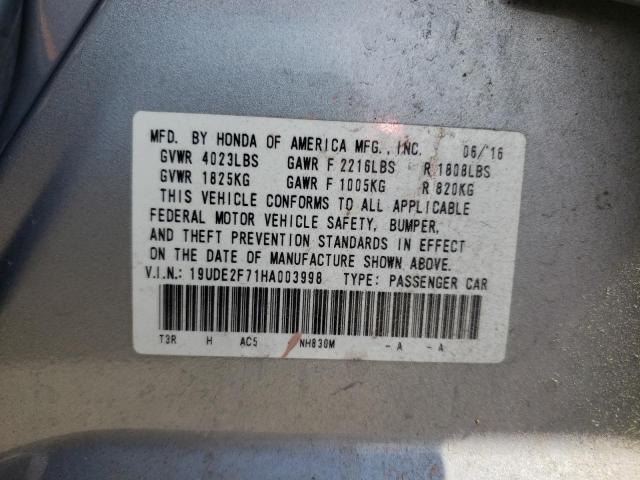 MFD. BY HONDA OF AMERICA MFG., INC. 06/'16
GVWR 4023LBS GAWR F 2216LBS R 1808LBS
GVWR 1825KG GAWR F 1005KG R 820KG
THIS VEHICLE CONFORMS TO ALL APPLICABLE
FEDERAL MOTOR VEHICLE SAFETY, BUMPER,
AND THEFT PREVENTION STANDARDS IN EFFECT
ON THE DATE OF MANUFACTURE SHOWN ABOVE.
V.I.N.: 19UDE2F71HA003998 TYPE: PASSENGER CAR
T3R H AC5 NH830M - A - A